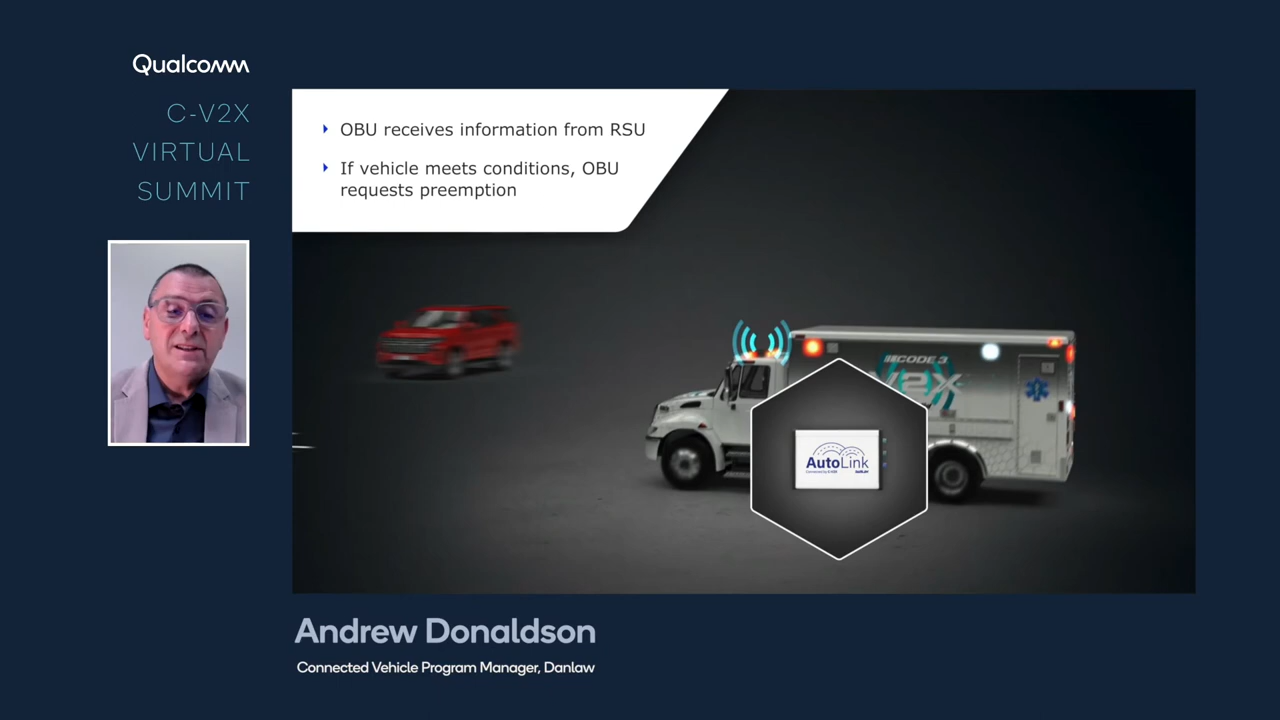 Qualcomm
C-V2X
VIRTUAL
SUMMIT
OBU receives information from RSU
If vehicle meets conditions, OBU
requests preemption
CODE 3
V2X
AutoLink
DANLAW
Andrew Donaldson
Connected Vehicle Program Manager, Danlaw